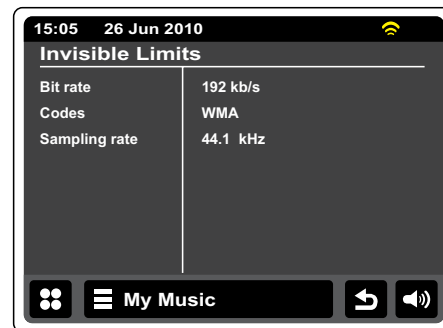 15:05 26 Jun 2010
Invisible Limits
Bit rate 192 kb/s
Codes WMA
Sampling rate 44.1 kHz
My Music